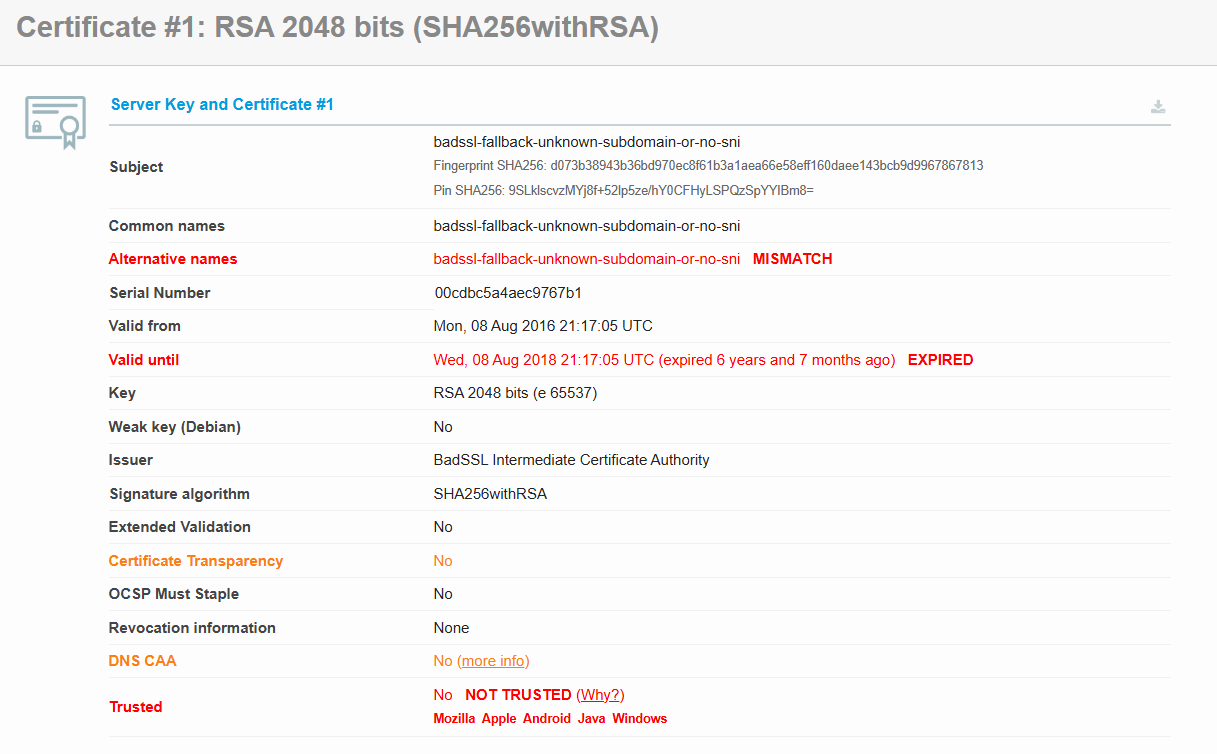 Certificate #1: RSA 2048 bits (SHA256withRSA)
Server Key and Certificate #1
Subject
badssl-fallback-unknown-subdomain-or-no-sni
Fingerprint SHA256: d073b38943b36bd970ec8f61b3a1aea66e58eff160daee143bcb9d9967867813
Pin SHA256: 9SLklscvzMYj8f+52lp5ze/hY0CFHyLSPQzSpYYIBm8=
Common names badssl-fallback-unknown-subdomain-or-no-sni
Alternative names badssl-fallback-unknown-subdomain-or-no-sni MISMATCH
Serial Number 00cdbc5a4aec9767b1
Valid from Mon, 08 Aug 2016 21:17:05 UTC
Valid until Wed, 08 Aug 2018 21:17:05 UTC (expired 6 years and 7 months ago) EXPIRED
Key RSA 2048 bits (e 65537)
Weak key (Debian) No
Issuer BadSSL Intermediate Certificate Authority
Signature algorithm SHA256withRSA
Extended Validation No
Certificate Transparency No
OCSP Must Staple No
Revocation information None
DNS CAA No (more info)
Trusted
No NOT TRUSTED (Why?)
Mozilla Apple Android Java Windows